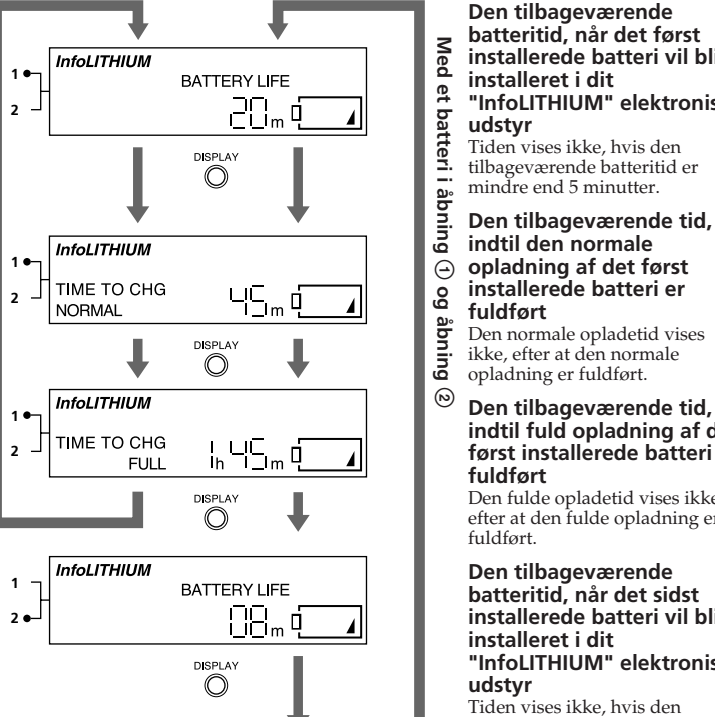 InfoLITHIUM
BATTERY LIFE
1
2
20m
DISPLAY
InfoLITHIUM
1
TIME TO CHG
2
NORMAL
45m
DISPLAY
InfoLITHIUM
1
TIME TO CHG
2
FULL
1h 45m
DISPLAY
InfoLITHIUM
1
BATTERY LIFE
2
08m
DISPLAY
Med et batteri i åbning ① og åbning ②
Den tilbageværende
batteritid, når det først
installerede batteri vil bli
installeret i dit
"InfoLITHIUM" elektronis
udstyr
Tiden vises ikke, hvis den
tilbageværende batteritid er
mindre end 5 minutter.
Den tilbageværende tid,
indtil den normale
opladning af det først
installerede batteri er
fuldført
Den normale opladetid vises
ikke, efter at den normale
opladning er fuldført.
Den tilbageværende tid,
indtil fuld opladning af d
først installerede batteri
fuldført
Den fulde opladetid vises ikke
efter at den fulde opladning er
fuldført.
Den tilbageværende
batteritid, når det sidst
installerede batteri vil bli
installeret i dit
"InfoLITHIUM" elektronis
udstyr
Tiden vises ikke, hvis den